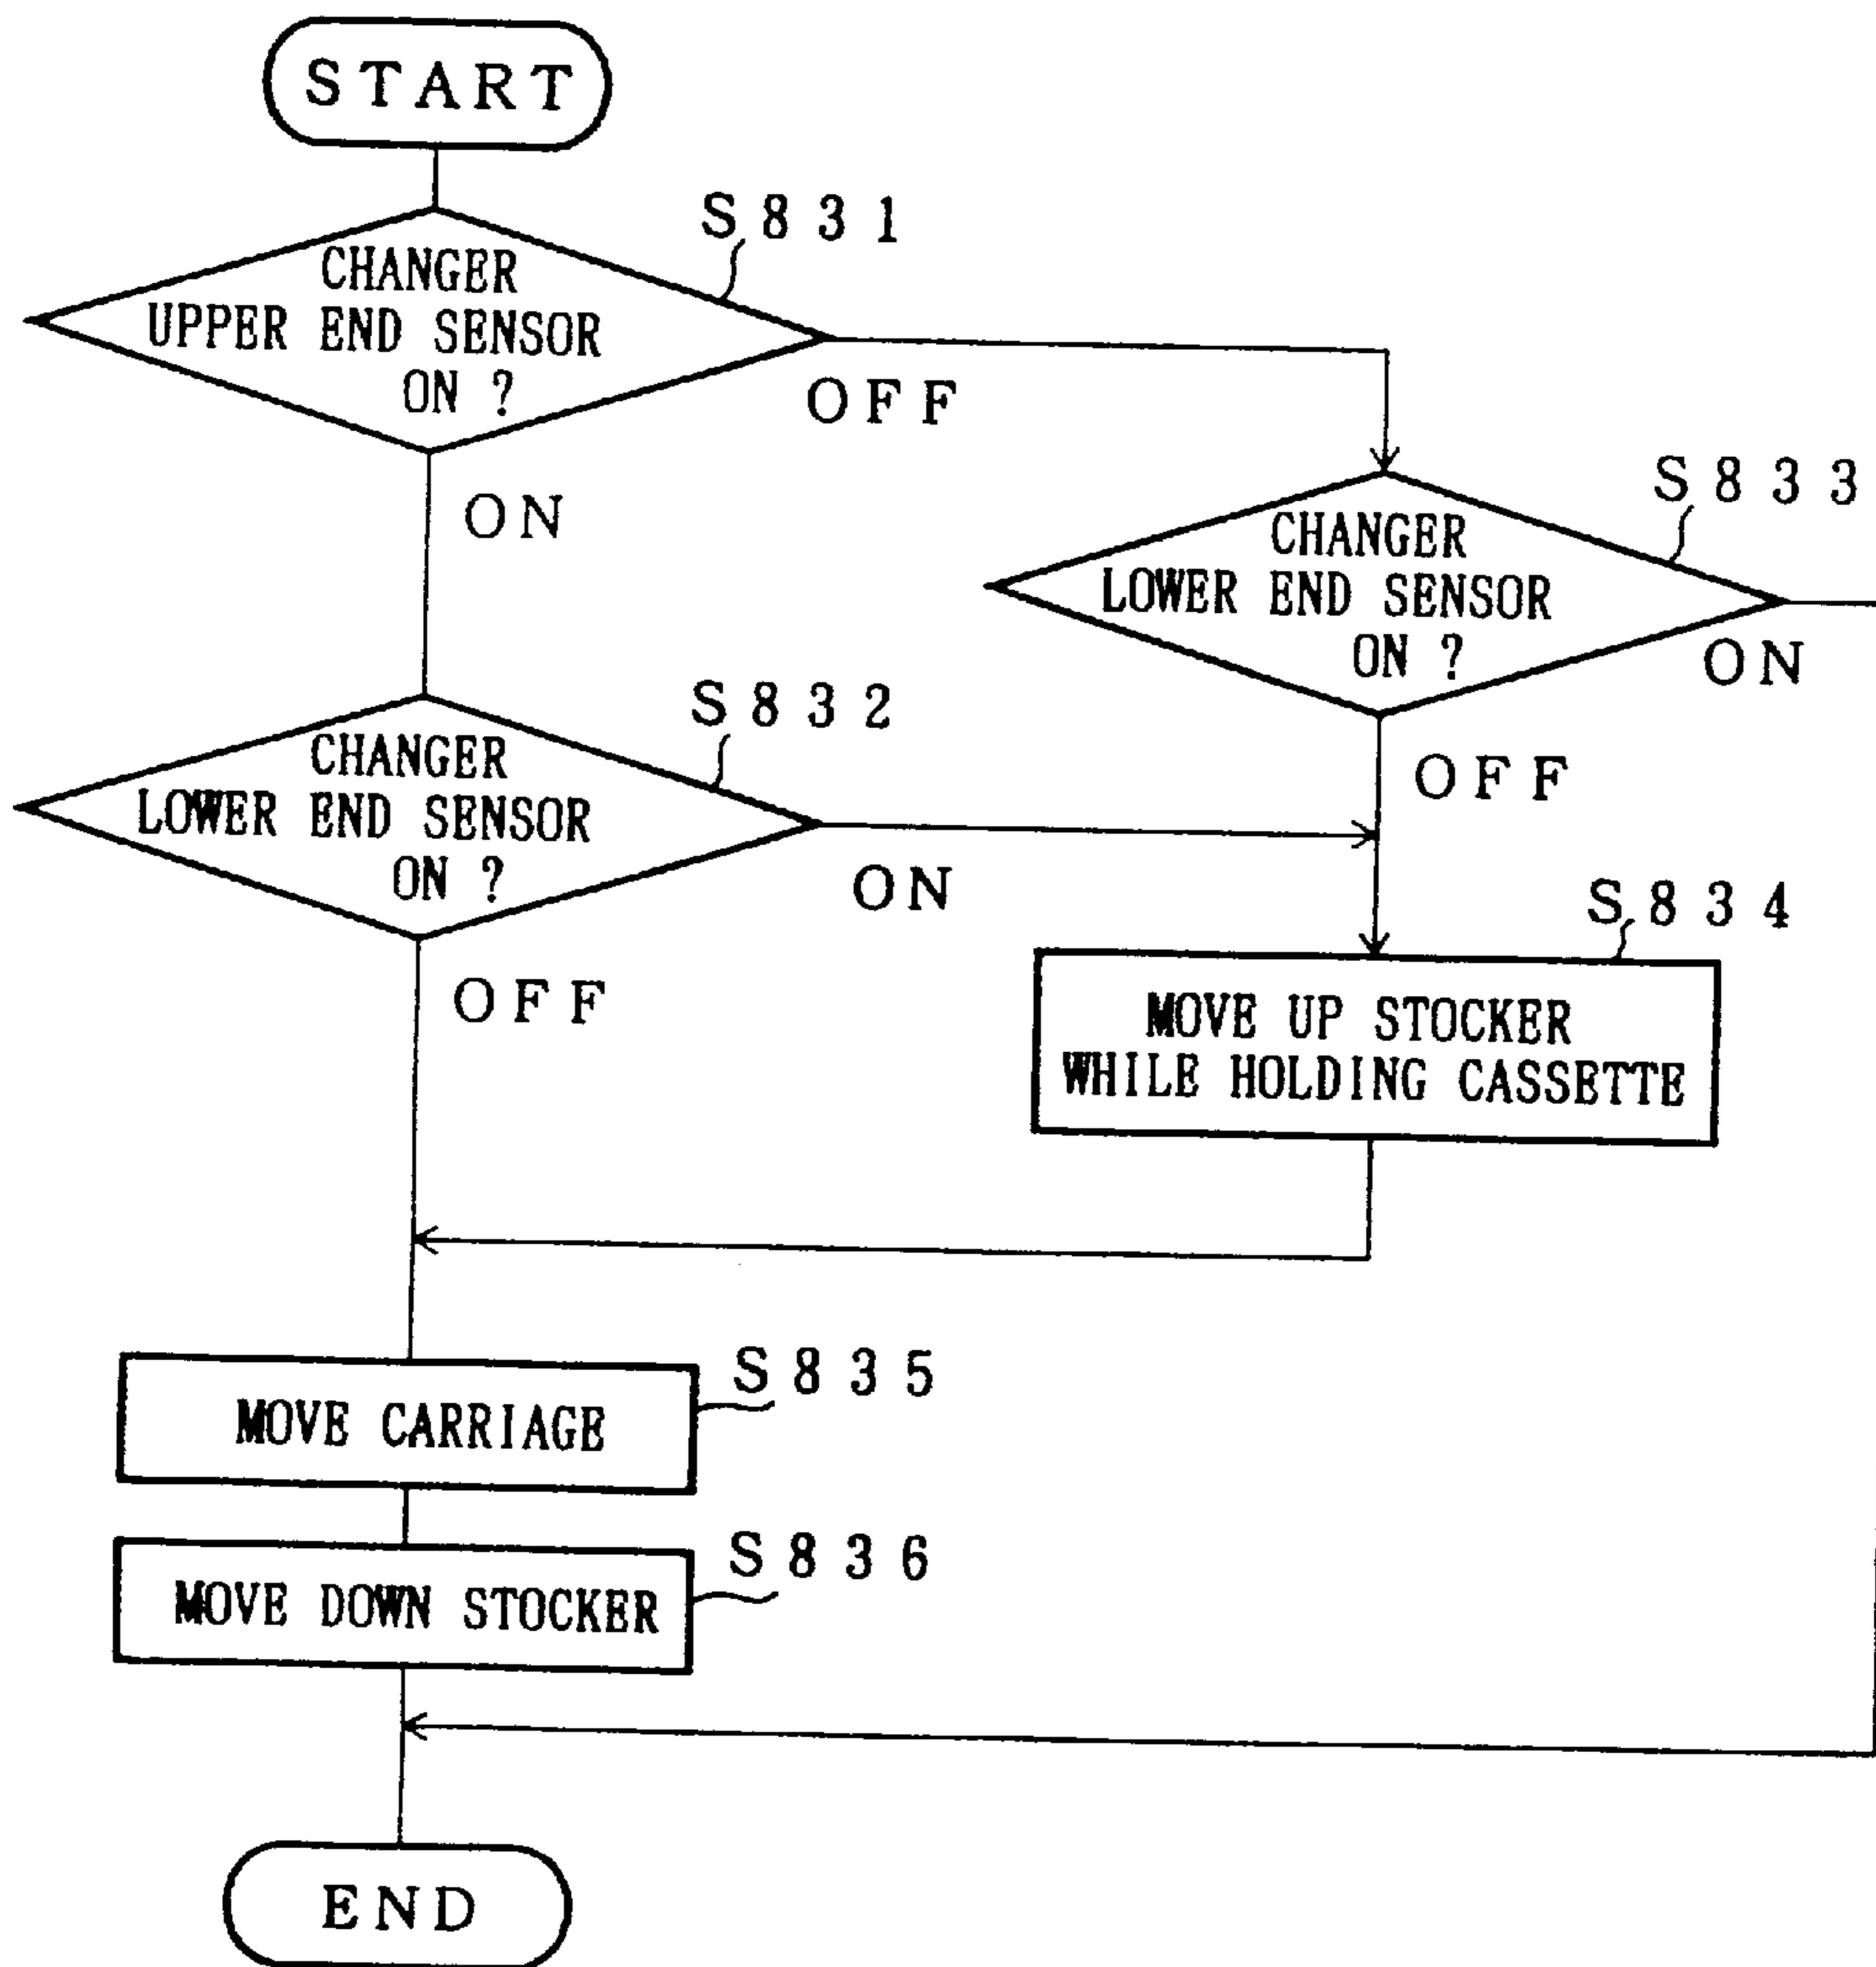 START
S831
CHANGER
UPPER END SENSOR
ON ?
OFF
ON
S833
CHANGER
LOWER END SENSOR
ON ?
ON
OFF
S832
CHANGER
LOWER END SENSOR
ON ?
ON
OFF
S834
MOVE UP STOCKER
WHILE HOLDING CASSETTE
S835
MOVE CARRIAGE
S836
MOVE DOWN STOCKER
END